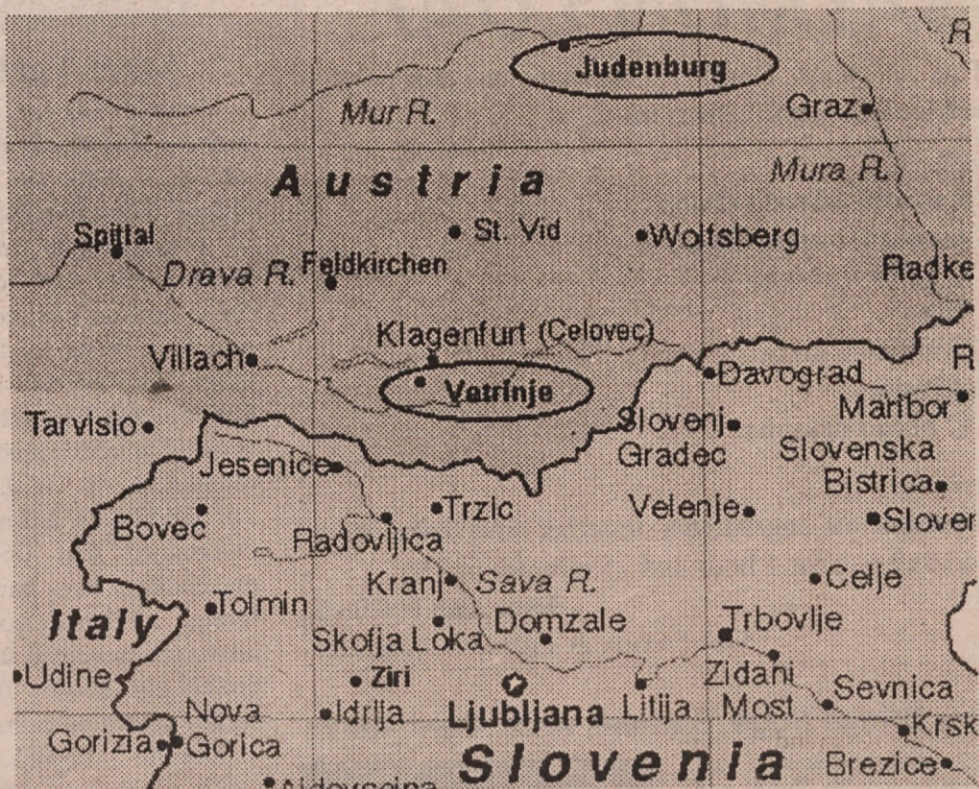 Judenburg
Graz
Mur R.
Austria
Mura R.
Spittal
St. Vid
Wolfsberg
Drava R.
Feldkirchen
Radke
Klagenfurt (Celovec)
Villach
Vetrinje
Davograd
R
Tarvisio
Slovenj
Gradec
Maribor
Jesenice
Slovenska
Bistrica
Bovec
Trzic
Velenje
Slover
Radovljica
Kranj
Sava R.
Celje
Tolmin
Italy
Skofja Loka
Domzale
Trbovlje
Udine
Ziri
Zidani
Most
Sevnica
Nova
Gorica
Idrija
Ljubljana
Litija
Krsk
Gorizia
Slovenia
Brezice